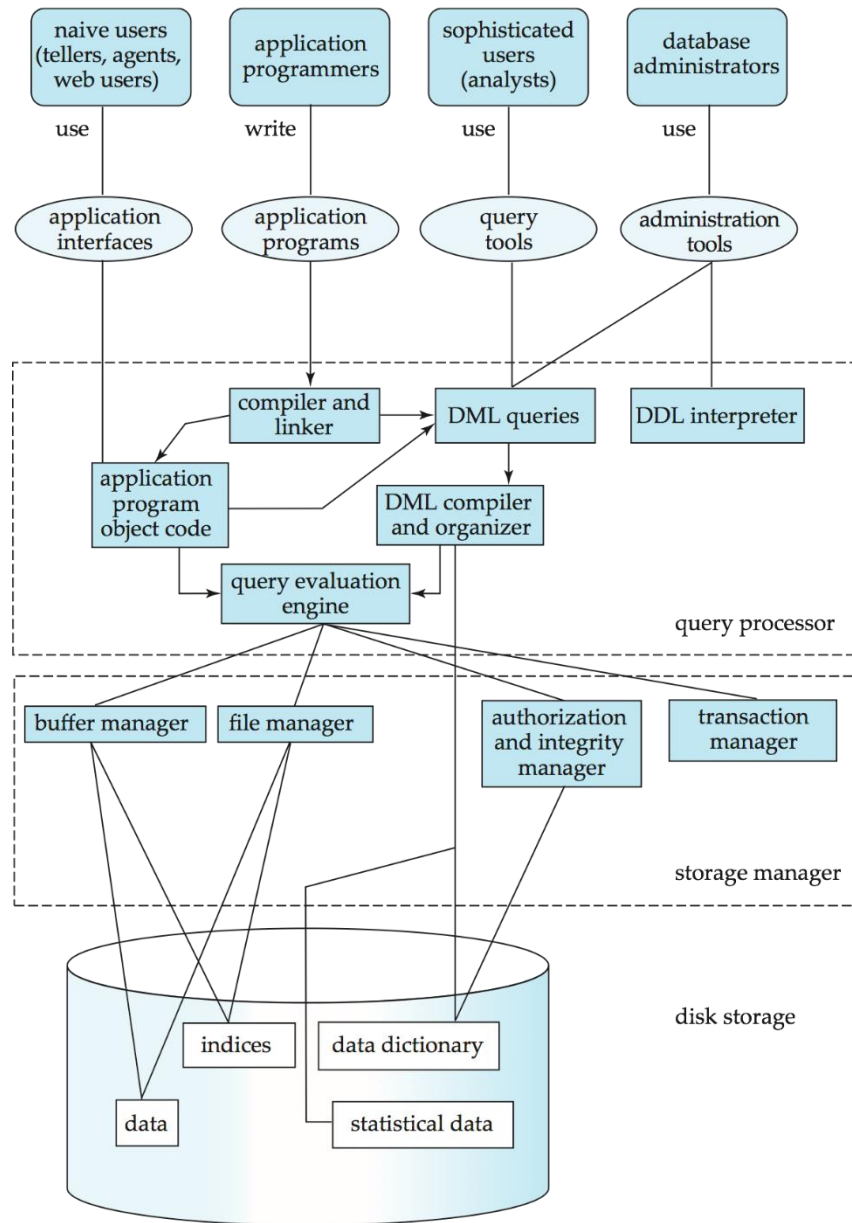 naive users
(tellers, agents,
web users)
application
programmers
sophisticated
users
(analysts)
database
administrators
use
write
use
use
application
interfaces
application
programs
query
tools
administration
tools
compiler and
linker
DML queries
DDL interpreter
application
program
object code
DML compiler
and organizer
query evaluation
engine
query processor
buffer manager
file manager
authorization
and integrity
manager
transaction
manager
storage manager
disk storage
indices
data dictionary
data
statistical data